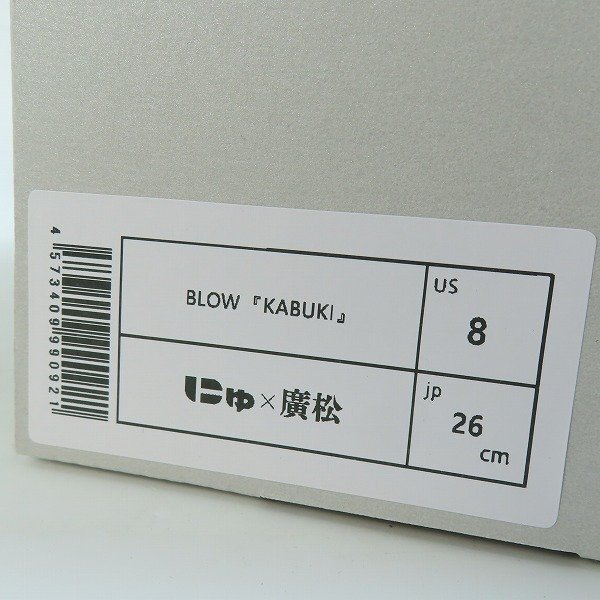 4573409990921
BLOW『KABUKI』
US
8
にゅ×廣松
jp
26
cm